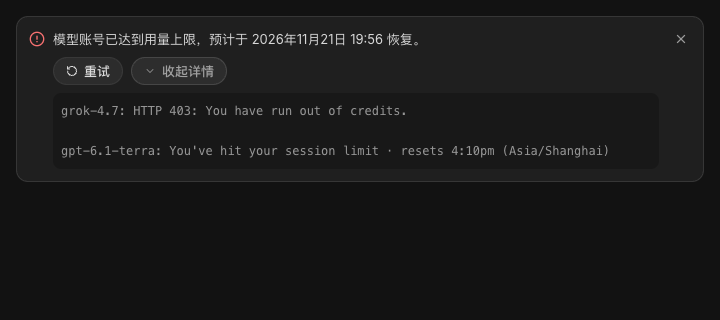 模型账号已达到用量上限，预计于 2026年11月21日 19:56 恢复。
重试
收起详情
grok-4.7: HTTP 403: You have run out of credits.
gpt-6.1-terra: You've hit your session limit · resets 4:10pm (Asia/Shanghai)